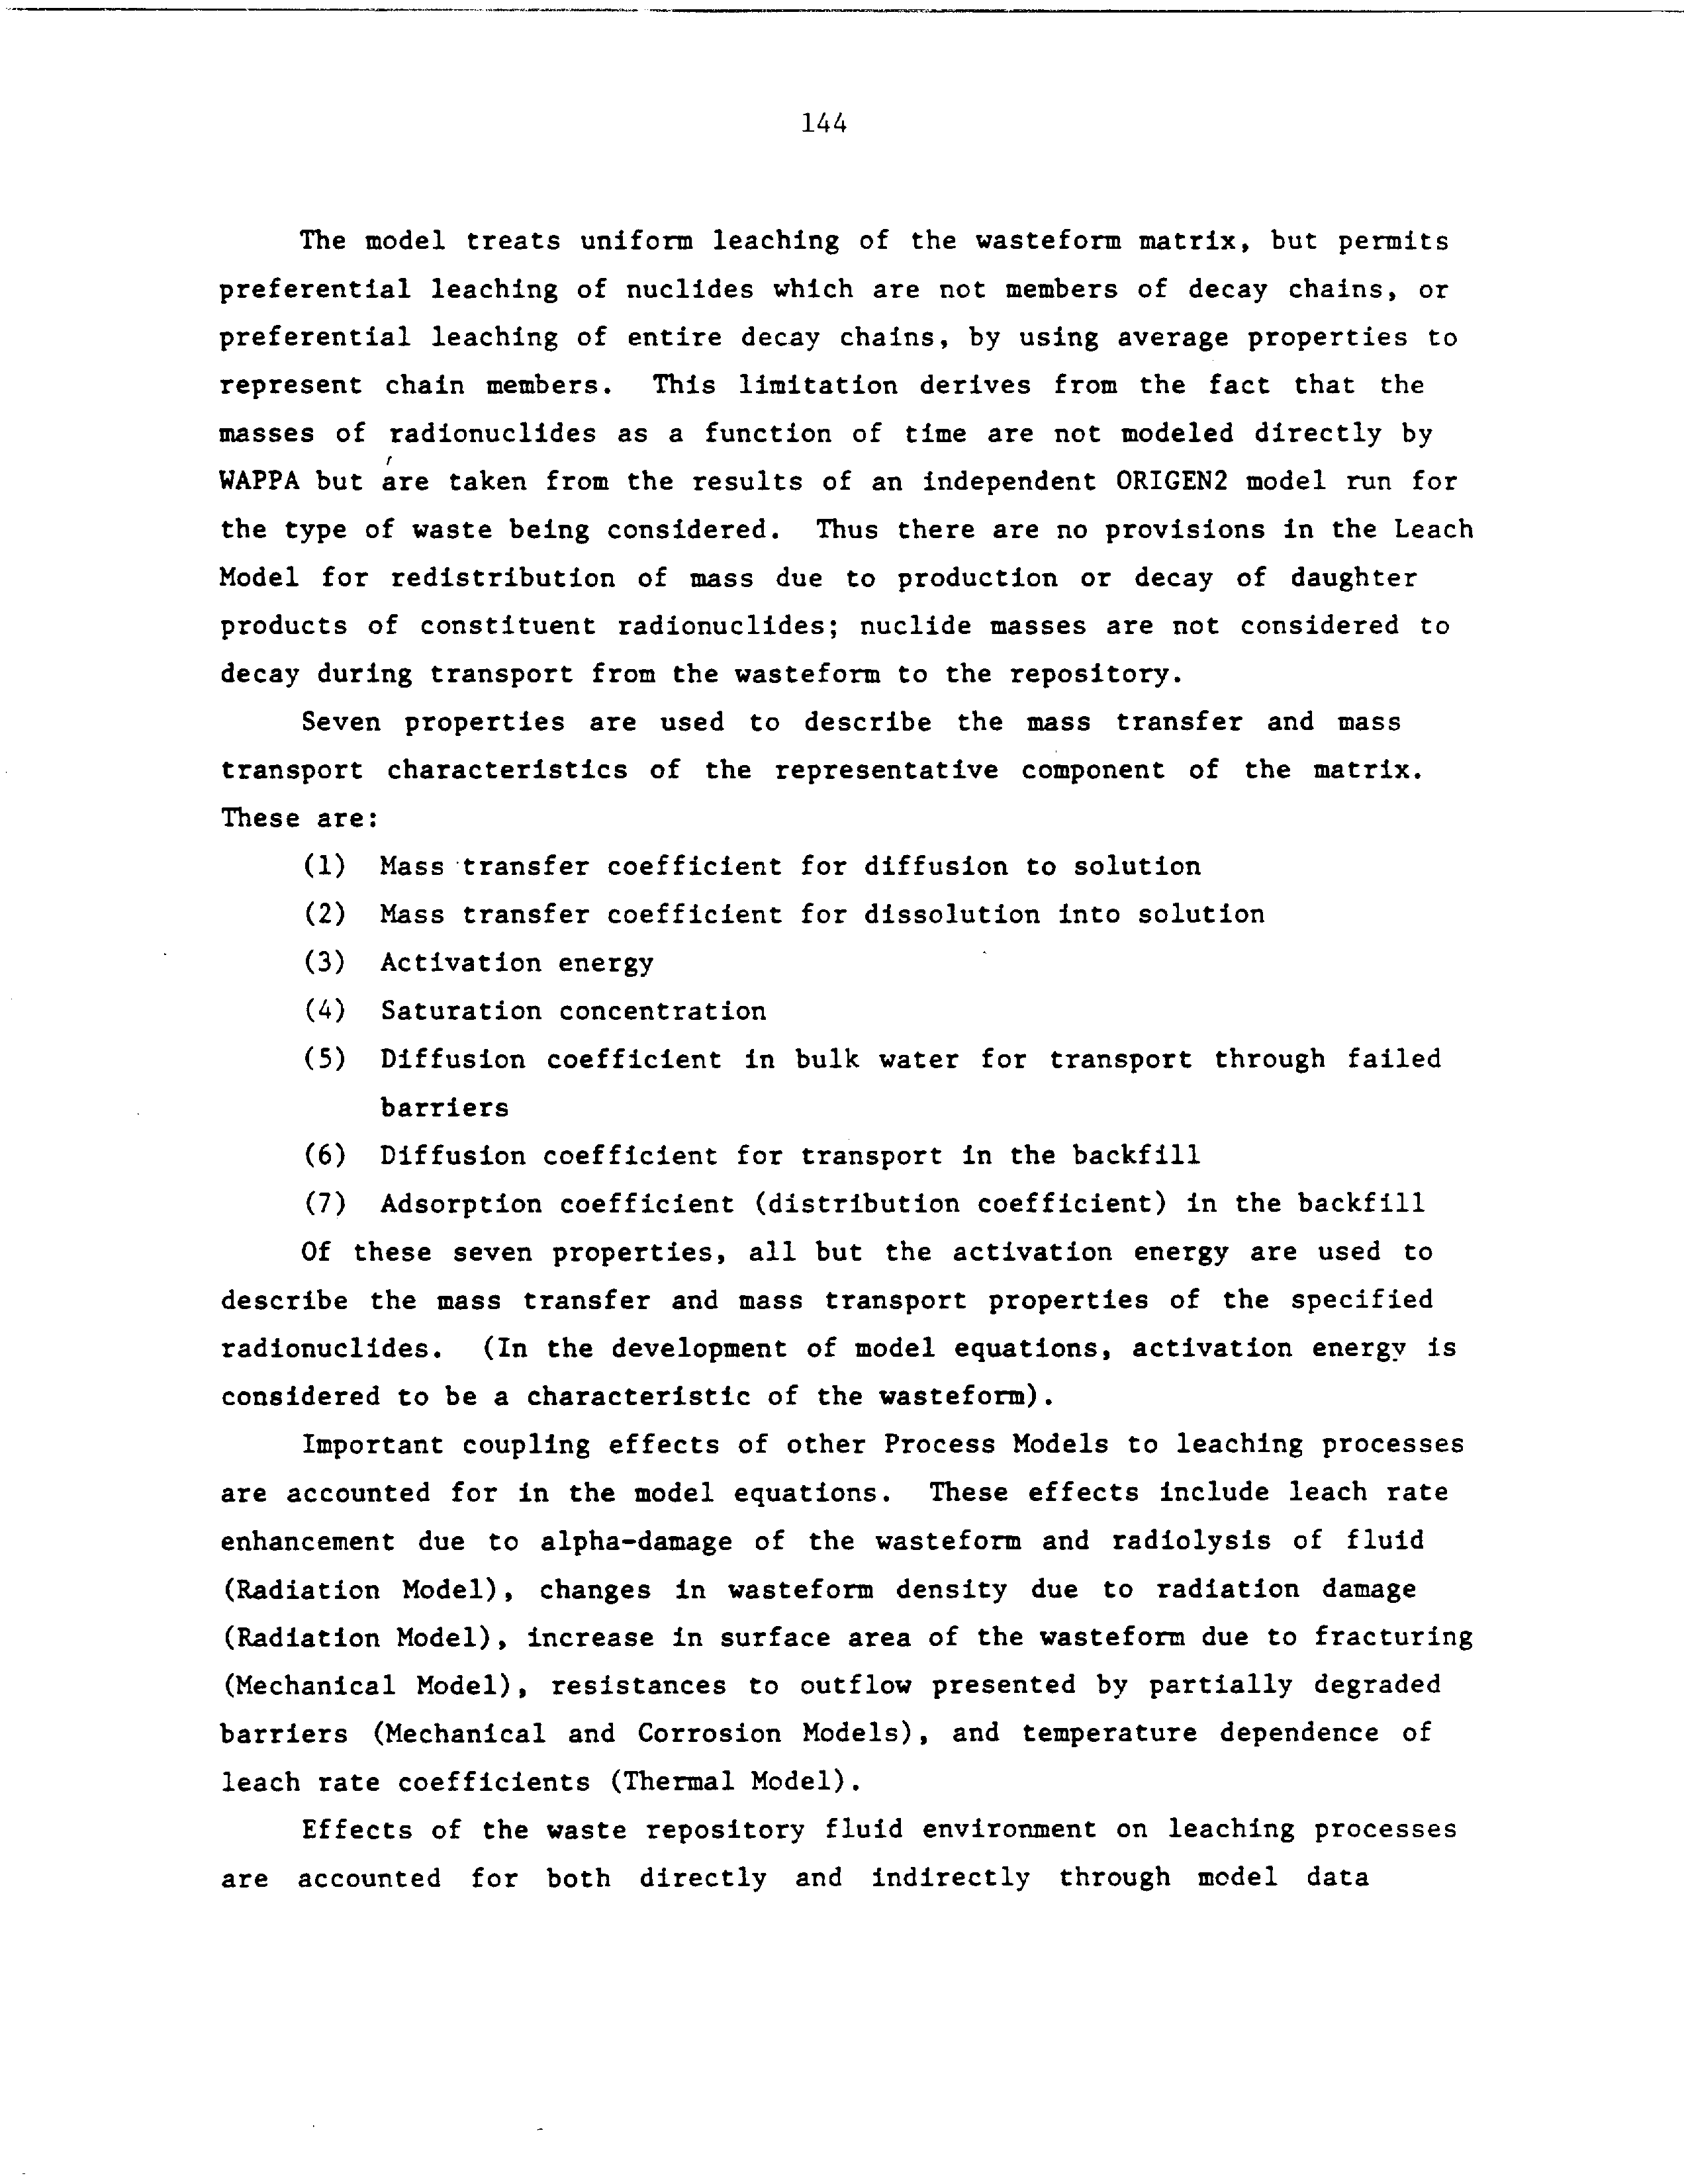 144
The model treats uniform leaching of the wasteform matrix, but permits
preferential leaching of nuclides which are not members of decay chains, or
preferential leaching of entire decay chains, by using average properties to
represent chain members. This limitation derives from the fact that the
masses of radionuclides as a function of time are not modeled directly by
WAPPA but are taken from the results of an independent ORIGEN2 model run for
the type of waste being considered. Thus there are no provisions in the Leach
Model for redistribution of mass due to production or decay of daughter
products of constituent radionuclides; nuclide masses are not considered to
decay during transport from the wasteform to the repository.
Seven properties are used to describe the mass transfer and mass
transport characteristics of the representative component of the matrix.
These are:
(1) Mass transfer coefficient for diffusion to solution
(2) Mass transfer coefficient for dissolution into solution
(3) Activation energy
(4) Saturation concentration
(5) Diffusion coefficient in bulk water for transport through failed
barriers
(6) Diffusion coefficient for transport in the backfill
(7) Adsorption coefficient (distribution coefficient) in the backfill
Of these seven properties, all but the activation energy are used to
describe the mass transfer and mass transport properties of the specified
radionuclides. (In the development of model equations, activation energy is
considered to be a characteristic of the wasteform).
Important coupling effects of other Process Models to leaching processes
are accounted for in the model equations. These effects include leach rate
enhancement due to alpha-damage of the wasteform and radiolysis of fluid
(Radiation Model), changes in wasteform density due to radiation damage
(Radiation Model), increase in surface area of the wasteform due to fracturing
(Mechanical Model), resistances to outflow presented by partially degraded
barriers (Mechanical and Corrosion Models), and temperature dependence of
leach rate coefficients (Thermal Model).
Effects of the waste repository fluid environment on leaching processes
are accounted for both directly and indirectly through model data